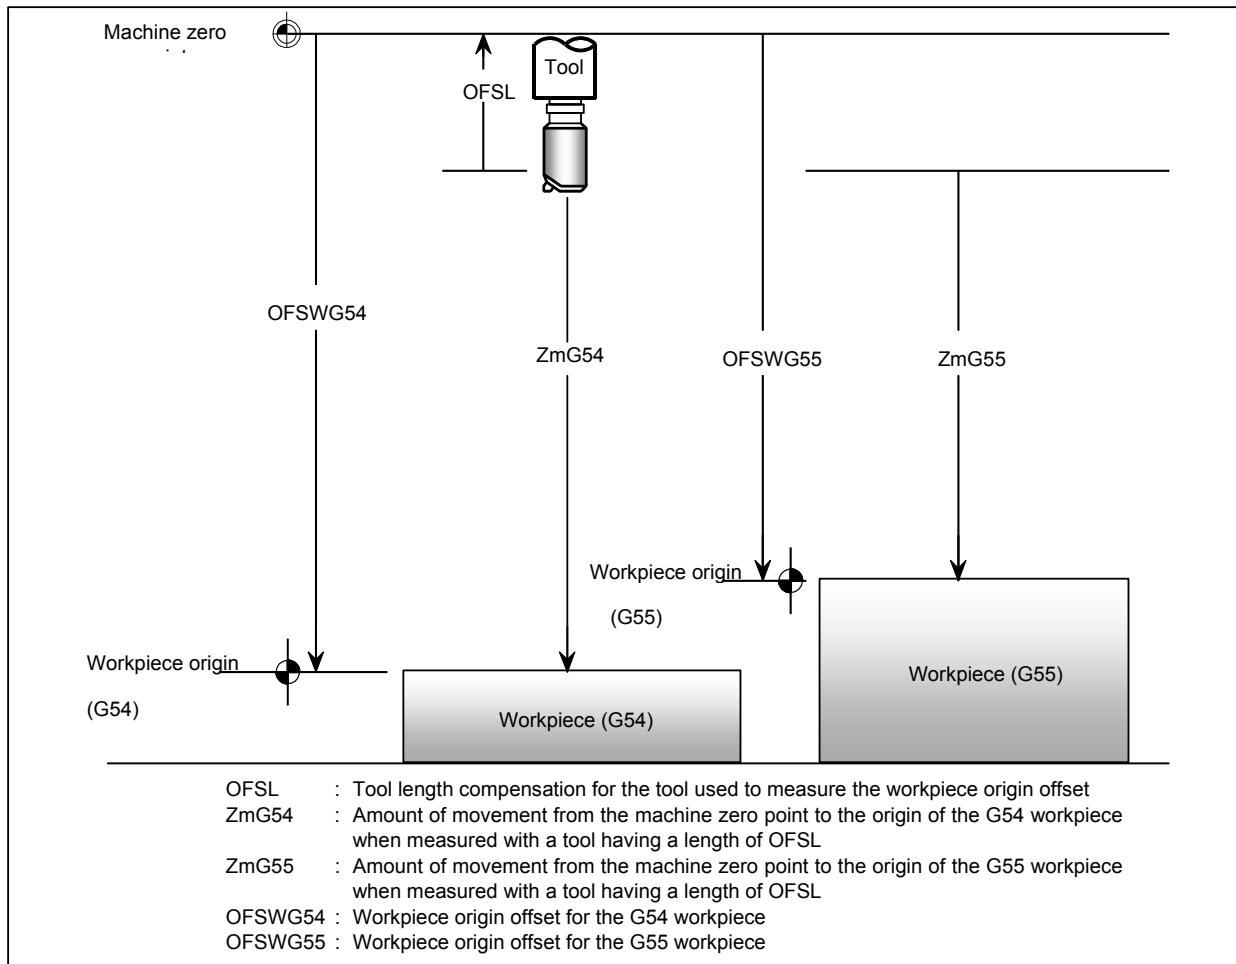 Machine zero
Tool
OFSL
OFSWG54
ZmG54
OFSWG55
ZmG55
Workpiece origin
(G55)
Workpiece origin
(G54)
Workpiece (G55)
Workpiece (G54)
OFSL : Tool length compensation for the tool used to measure the workpiece origin offset
ZmG54 : Amount of movement from the machine zero point to the origin of the G54 workpiece
when measured with a tool having a length of OFSL
ZmG55 : Amount of movement from the machine zero point to the origin of the G55 workpiece
when measured with a tool having a length of OFSL
OFSWG54 : Workpiece origin offset for the G54 workpiece
OFSWG55 : Workpiece origin offset for the G55 workpiece